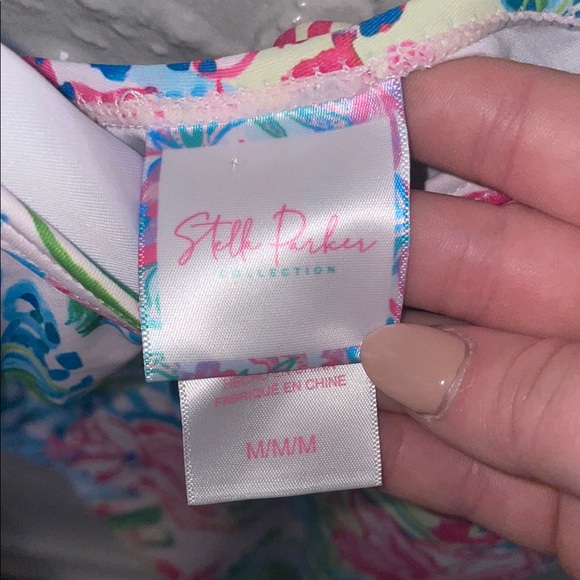 Stella Parker
COLLECTION
FABRIQUÉ EN CHINE
M/M/M